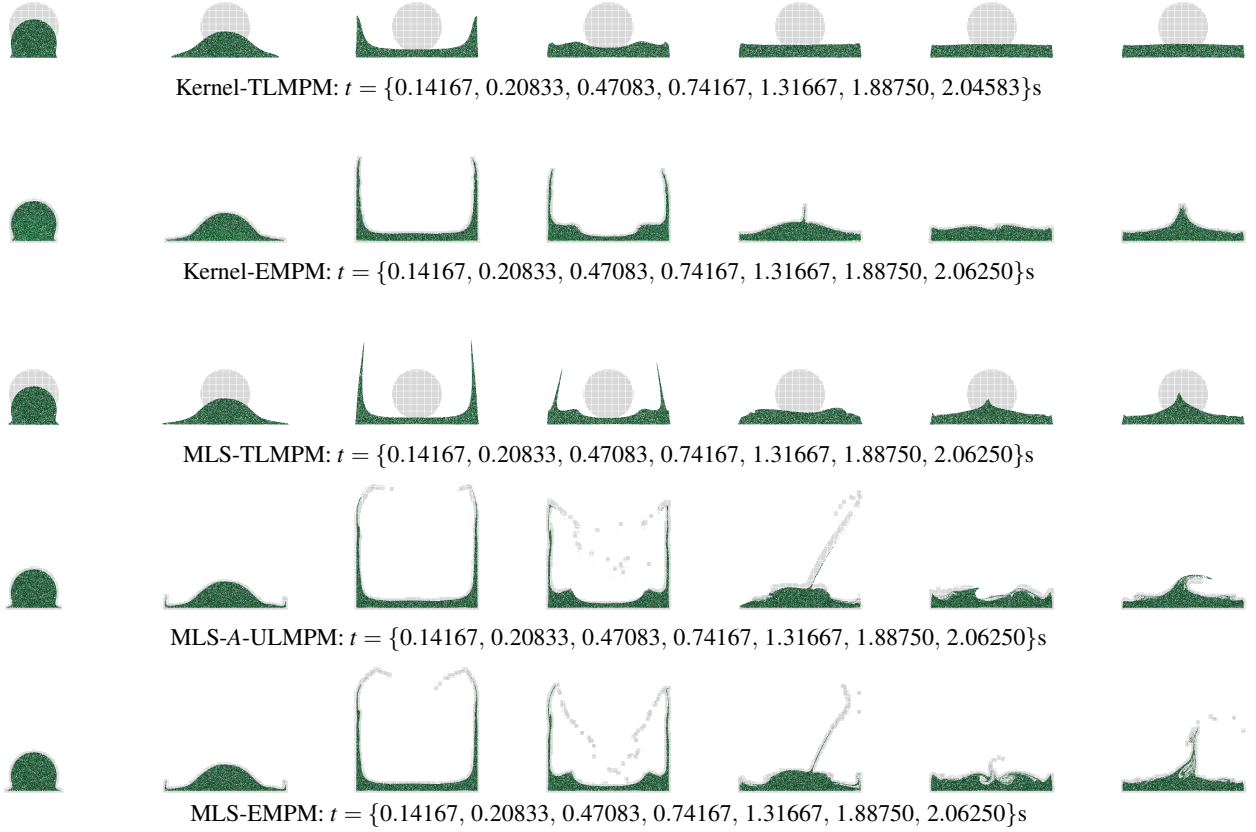 Kernel-TLMPM: t = {0.14167, 0.20833, 0.47083, 0.74167, 1.31667, 1.88750, 2.04583}s
Kernel-EMPM: t = {0.14167, 0.20833, 0.47083, 0.74167, 1.31667, 1.88750, 2.06250}s
MLS-TLMPM: t = {0.14167, 0.20833, 0.47083, 0.74167, 1.31667, 1.88750, 2.06250}s
MLS-A-ULMPM: t = {0.14167, 0.20833, 0.47083, 0.74167, 1.31667, 1.88750, 2.06250}s
MLS-EMPM: t = {0.14167, 0.20833, 0.47083, 0.74167, 1.31667, 1.88750, 2.06250}s